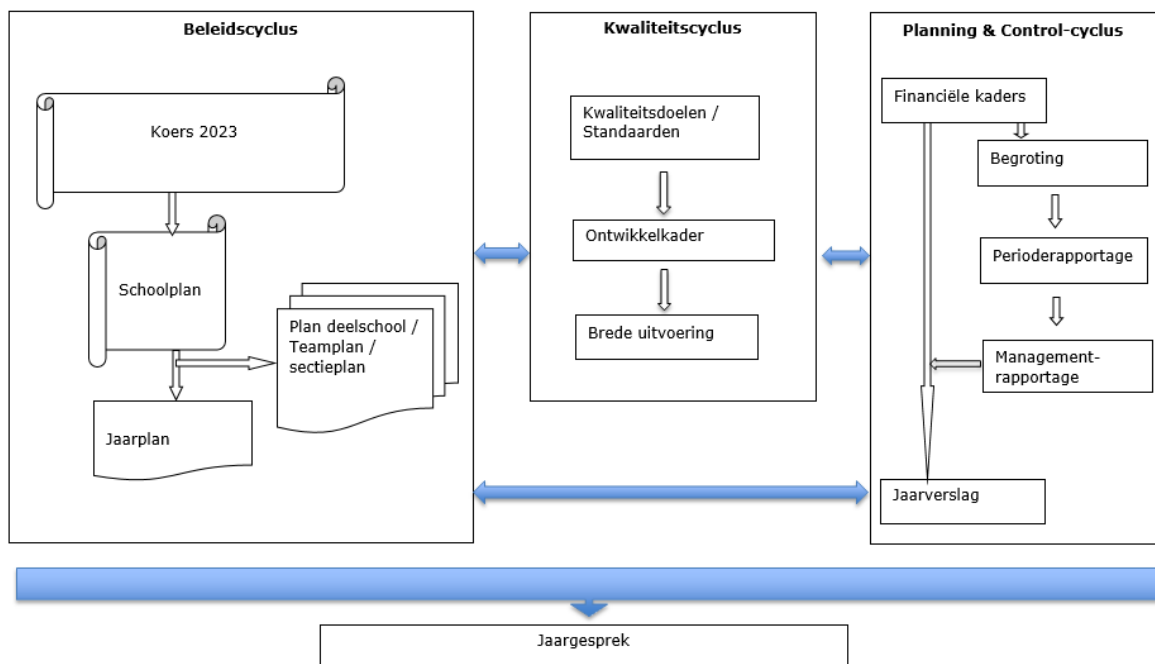 Beleidscyclus
Koers 2023
Schoolplan
Plan deelschool /
Teamplan /
sectieplan
Jaarplan
Kwaliteitscyclus
Kwaliteitsdoelen /
Standaarden
Ontwikkelkader
Brede uitvoering
Planning & Control-cyclus
Financiële kaders
Begroting
Perioderapportage
Management-
rapportage
Jaarverslag
Jaargesprek